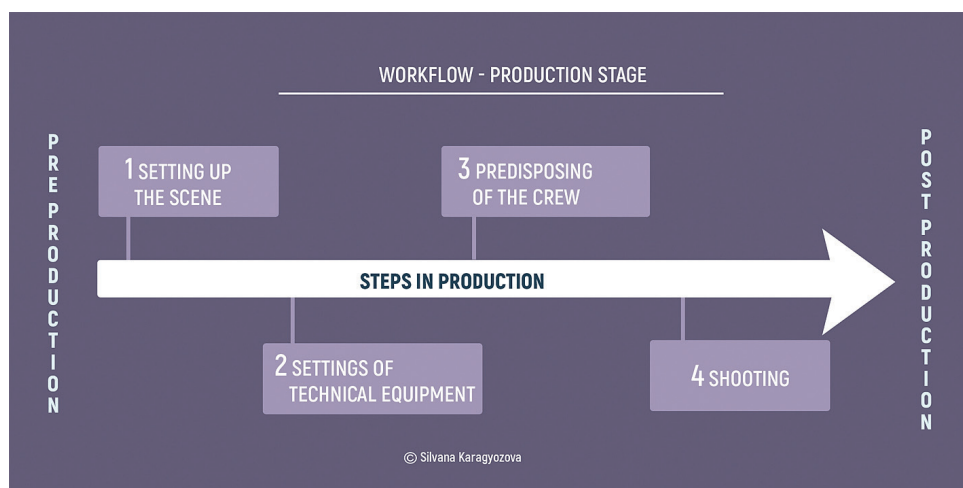 WORKFLOW - PRODUCTION STAGE
PRE PRODUCTION
1 SETTING UP
THE SCENE
3 PREDISPOSING
OF THE CREW
STEPS IN PRODUCTION
2 SETTINGS OF
TECHNICAL EQUIPMENT
4 SHOOTING
POST PRODUCTION
© Silvana Karagyozova